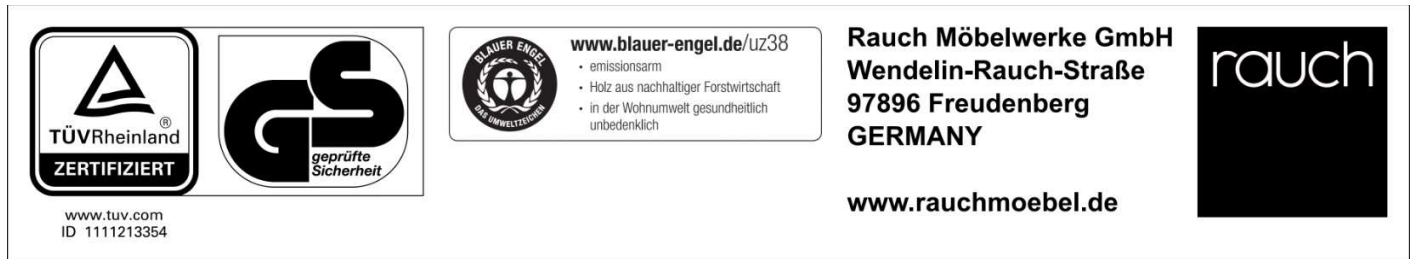 TÜVRheinland®
ZERTIFIZIERT
www.tuv.com
ID 1111213354
GS
geprüfte
Sicherheit
BLAUER ENGEL
DAS UMWELTZEICHEN
www.blauer-engel.de/uz38
• emissionsarm
• Holz aus nachhaltiger Forstwirtschaft
• in der Wohnumwelt gesundheitlich
unbedenklich
Rauch Möbelwerke GmbH
Wendelin-Rauch-Straße
97896 Freudenberg
GERMANY
www.rauchmoebel.de
rauch